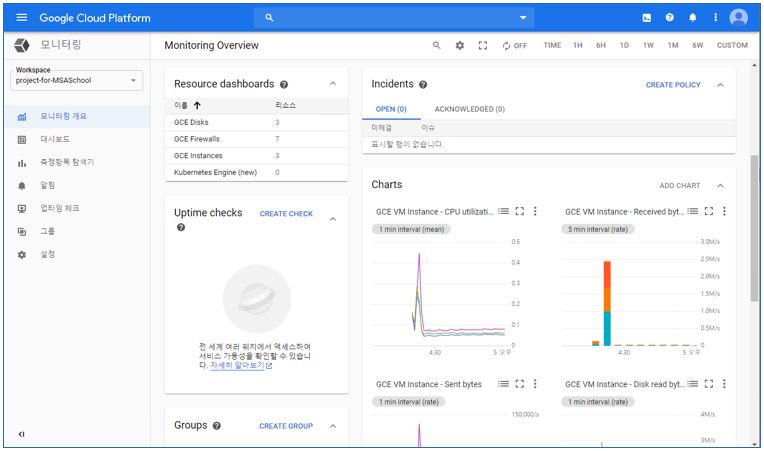 Google Cloud Platform
모니터링
Monitoring Overview
OFF
TIME 1H 6H 1D 1W 1M 6W CUSTOM
Workspace
project-for-MSASchool
모니터링 개요
대시보드
측정항목 탐색기
알림
업타임 체크
그룹
설정
Resource dashboards
이름 리소스
GCE Disks 3
GCE Firewalls 7
GCE Instances 3
Kubernetes Engine (new) 0
Uptime checks CREATE CHECK
전 세계 여러 위치에서 액세스하여
서비스 가용성을 확인할 수 있습니
다. 자세히 알아보기
Groups CREATE GROUP
Incidents CREATE POLICY
OPEN (0) ACKNOWLEDGED (0)
미해결 이슈
표시할 행이 없습니다.
Charts ADD CHART
GCE VM Instance - CPU utilizati...
1 min interval (mean)
0.5
0.4
0.3
0.2
0.1
0
4:30 5 오후
GCE VM Instance - Received byt...
5 min interval (rate)
3.0M/s
2.5M/s
2.0M/s
1.5M/s
1.0M/s
0.5M/s
0
4:30 5 오후
GCE VM Instance - Sent bytes
1 min interval (rate)
150,000/s
GCE VM Instance - Disk read byt...
1 min interval (rate)
4M/s
3M/s